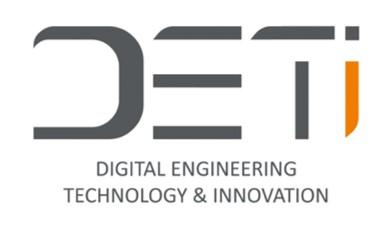 DETi
DIGITAL ENGINEERING
TECHNOLOGY & INNOVATION